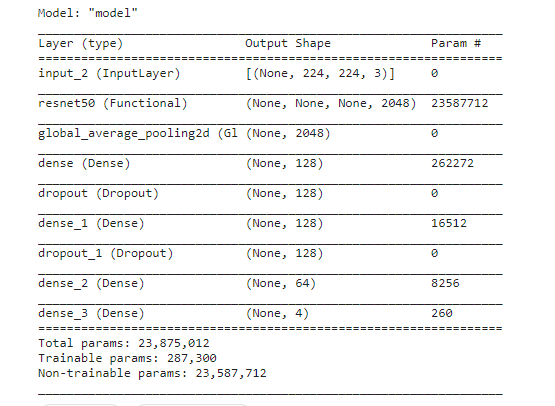 Model: "model"
Layer (type) Output Shape Param #
input_2 (InputLayer) [(None, 224, 224, 3)] 0
resnet50 (Functional) (None, None, None, 2048) 23587712
global_average_pooling2d (Gl (None, 2048) 0
dense (Dense) (None, 128) 262272
dropout (Dropout) (None, 128) 0
dense_1 (Dense) (None, 128) 16512
dropout_1 (Dropout) (None, 128) 0
dense_2 (Dense) (None, 64) 8256
dense_3 (Dense) (None, 4) 260
Total params: 23,875,012
Trainable params: 287,300
Non-trainable params: 23,587,712